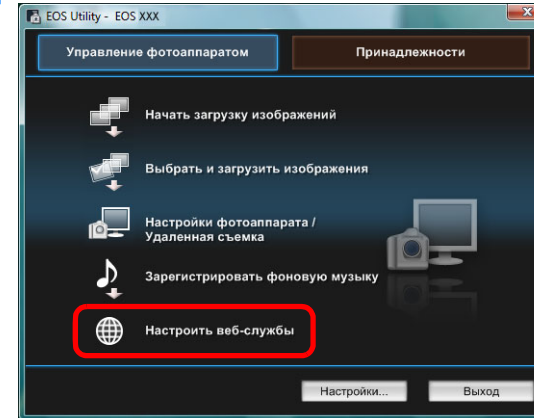 EOS Utility - EOS XXX
Управление фотоаппаратом
Принадлежности
Начать загрузку изображений
Выбрать и загрузить изображения
Настройки фотоаппарата /
Удаленная съемка
Зарегистрировать фоновую музыку
Настроить веб-службы
Настройки...
Выход